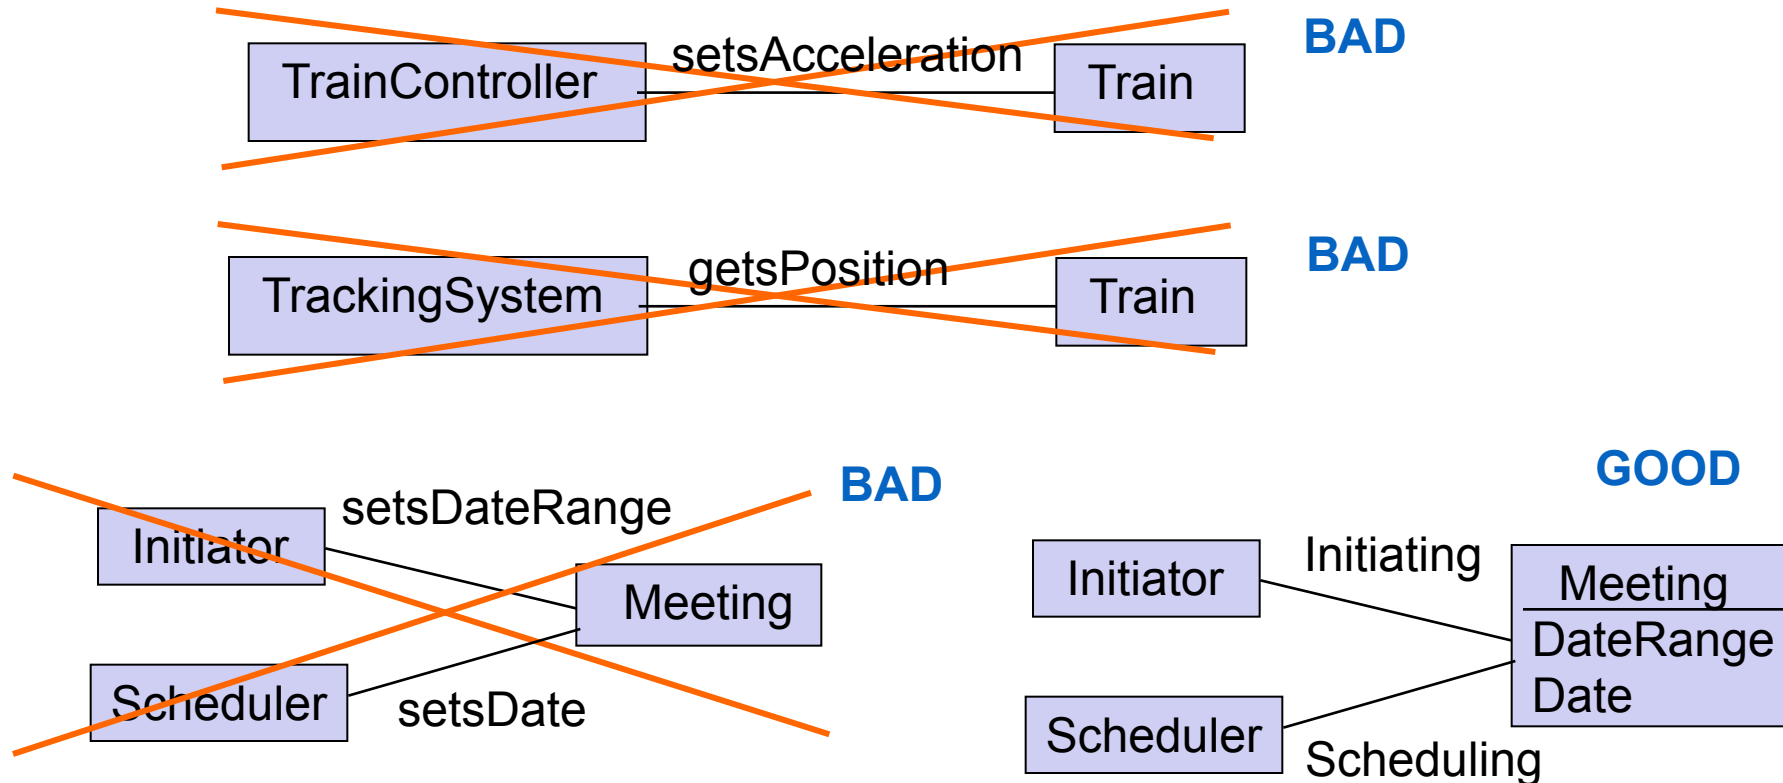 BAD
setsAcceleration
TrainController
Train
BAD
getsPosition
TrackingSystem
Train
BAD
setsDateRange
Initiator
Meeting
Scheduler
setsDate
GOOD
Initiating
Initiator
Meeting
DateRange
Date
Scheduler
Scheduling